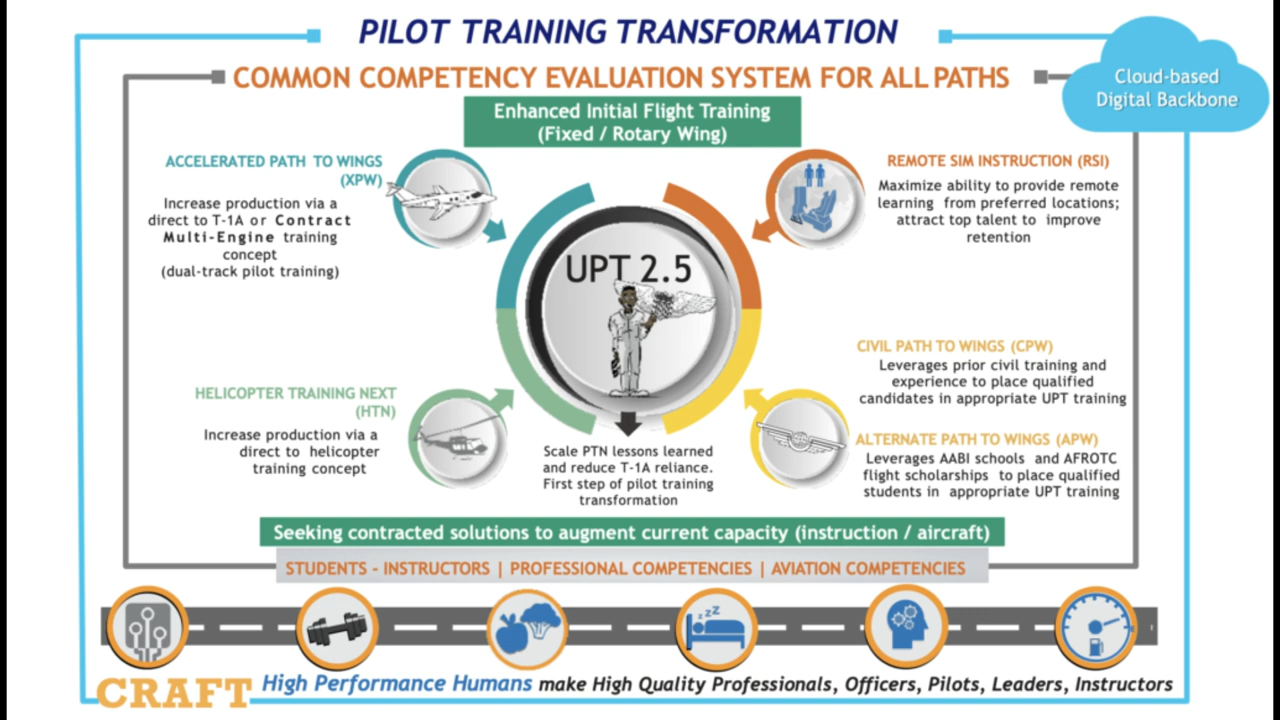 PILOT TRAINING TRANSFORMATION
COMMON COMPETENCY EVALUATION SYSTEM FOR ALL PATHS
Cloud-based
Digital Backbone
Enhanced Initial Flight Training
(Fixed / Rotary Wing)
ACCELERATED PATH TO WINGS
(XPW)
Increase production via a
direct to T-1A or Contract
Multi-Engine training
concept
(dual-track pilot training)
REMOTE SIM INSTRUCTION (RSI)
Maximize ability to provide remote
learning from preferred locations;
attract top talent to improve
retention
UPT 2.5
HELICOPTER TRAINING NEXT
(HTN)
Increase production via a
direct to helicopter
training concept
CIVIL PATH TO WINGS (CPW)
Leverages prior civil training and
experience to place qualified
candidates in appropriate UPT training
ALTERNATE PATH TO WINGS (APW)
Leverages AABI schools and AFROTC
flight scholarships to place qualified
students in appropriate UPT training
Scale PTN lessons learned
and reduce T-1A reliance.
First step of pilot training
transformation
Seeking contracted solutions to augment current capacity (instruction / aircraft)
STUDENTS - INSTRUCTORS | PROFESSIONAL COMPETENCIES | AVIATION COMPETENCIES
zZZ
CRAFT High Performance Humans make High Quality Professionals, Officers, Pilots, Leaders, Instructors